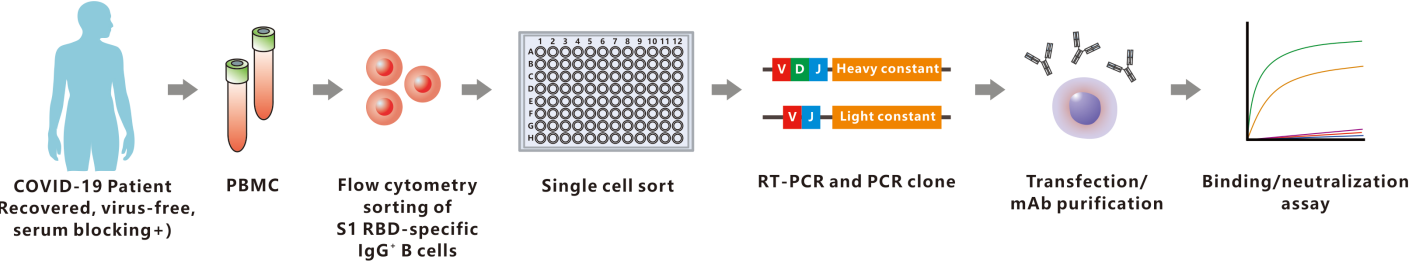 1 2 3 4 5 6 7 8 9 10 11 12
A
B
C
D
E
F
G
H
V D J Heavy constant
V J Light constant
COVID-19 Patient
Recovered, virus-free,
serum blocking+)
PBMC
Flow cytometry
sorting of
S1 RBD-specific
IgG⁺ B cells
Single cell sort
RT-PCR and PCR clone
Transfection/
mAb purification
Binding/neutralization
assay